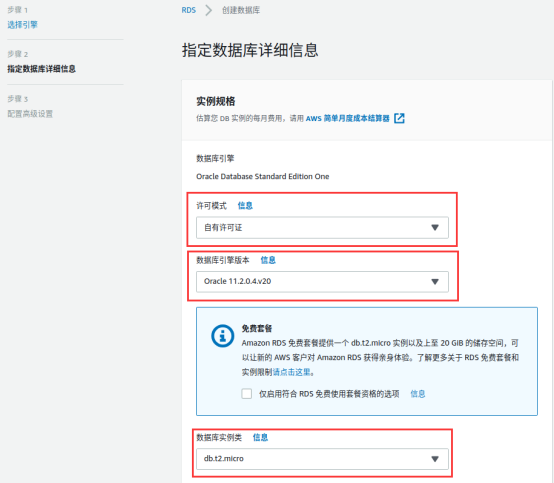 步骤 1
选择引擎
步骤 2
指定数据库详细信息
步骤 3
配置高级设置
RDS > 创建数据库
指定数据库详细信息
实例规格
估算您 DB 实例的每月费用，请用 AWS 简单月度成本结算器
数据库引擎
Oracle Database Standard Edition One
许可模式 信息
自有许可证
数据库引擎版本 信息
Oracle 11.2.0.4.v20
免费套餐
Amazon RDS 免费套餐提供一个 db.t2.micro 实例以及上至 20 GiB 的储存空间，可
以让新的 AWS 客户对 Amazon RDS 获得亲身体验。了解更多关于 RDS 免费套餐和
实例限制请点击这里。
仅启用符合 RDS 免费使用套餐资格的选项 信息
数据库实例类 信息
db.t2.micro